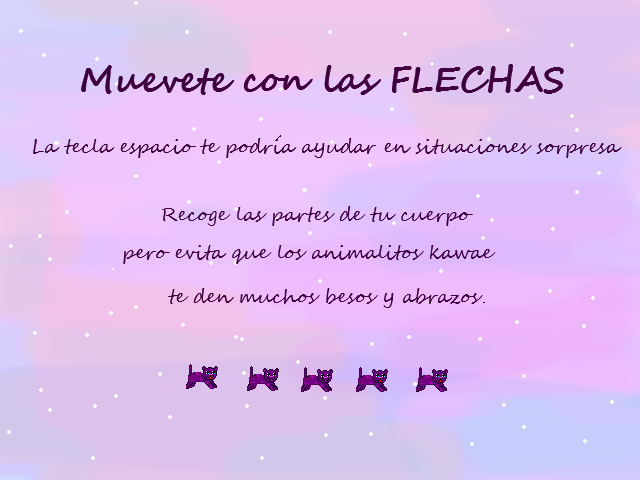 Muevete con las FLECHAS
La tecla espacio te podría ayudar en situaciones sorpresa
Recoge las partes de tu cuerpo
pero evita que los animalitos kawae
te den muchos besos y abrazos.